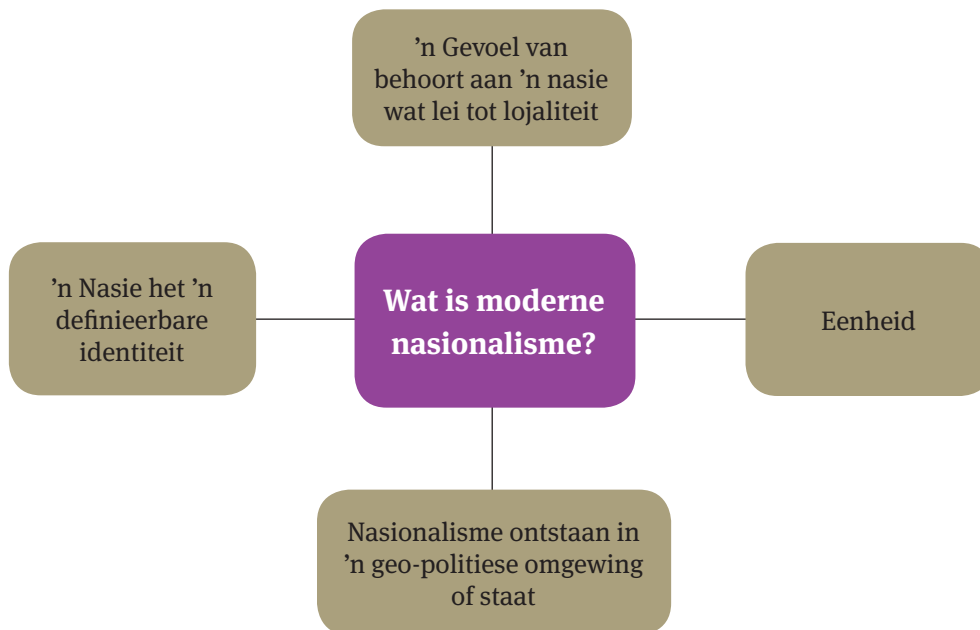 ’n Gevoel van
behoort aan ’n nasie
wat lei tot lojaliteit
’n Nasie het ’n
definieerbare
identiteit
Wat is moderne
nasionalisme?
Eenheid
Nasionalisme ontstaan in
’n geo-politiese omgewing
of staat